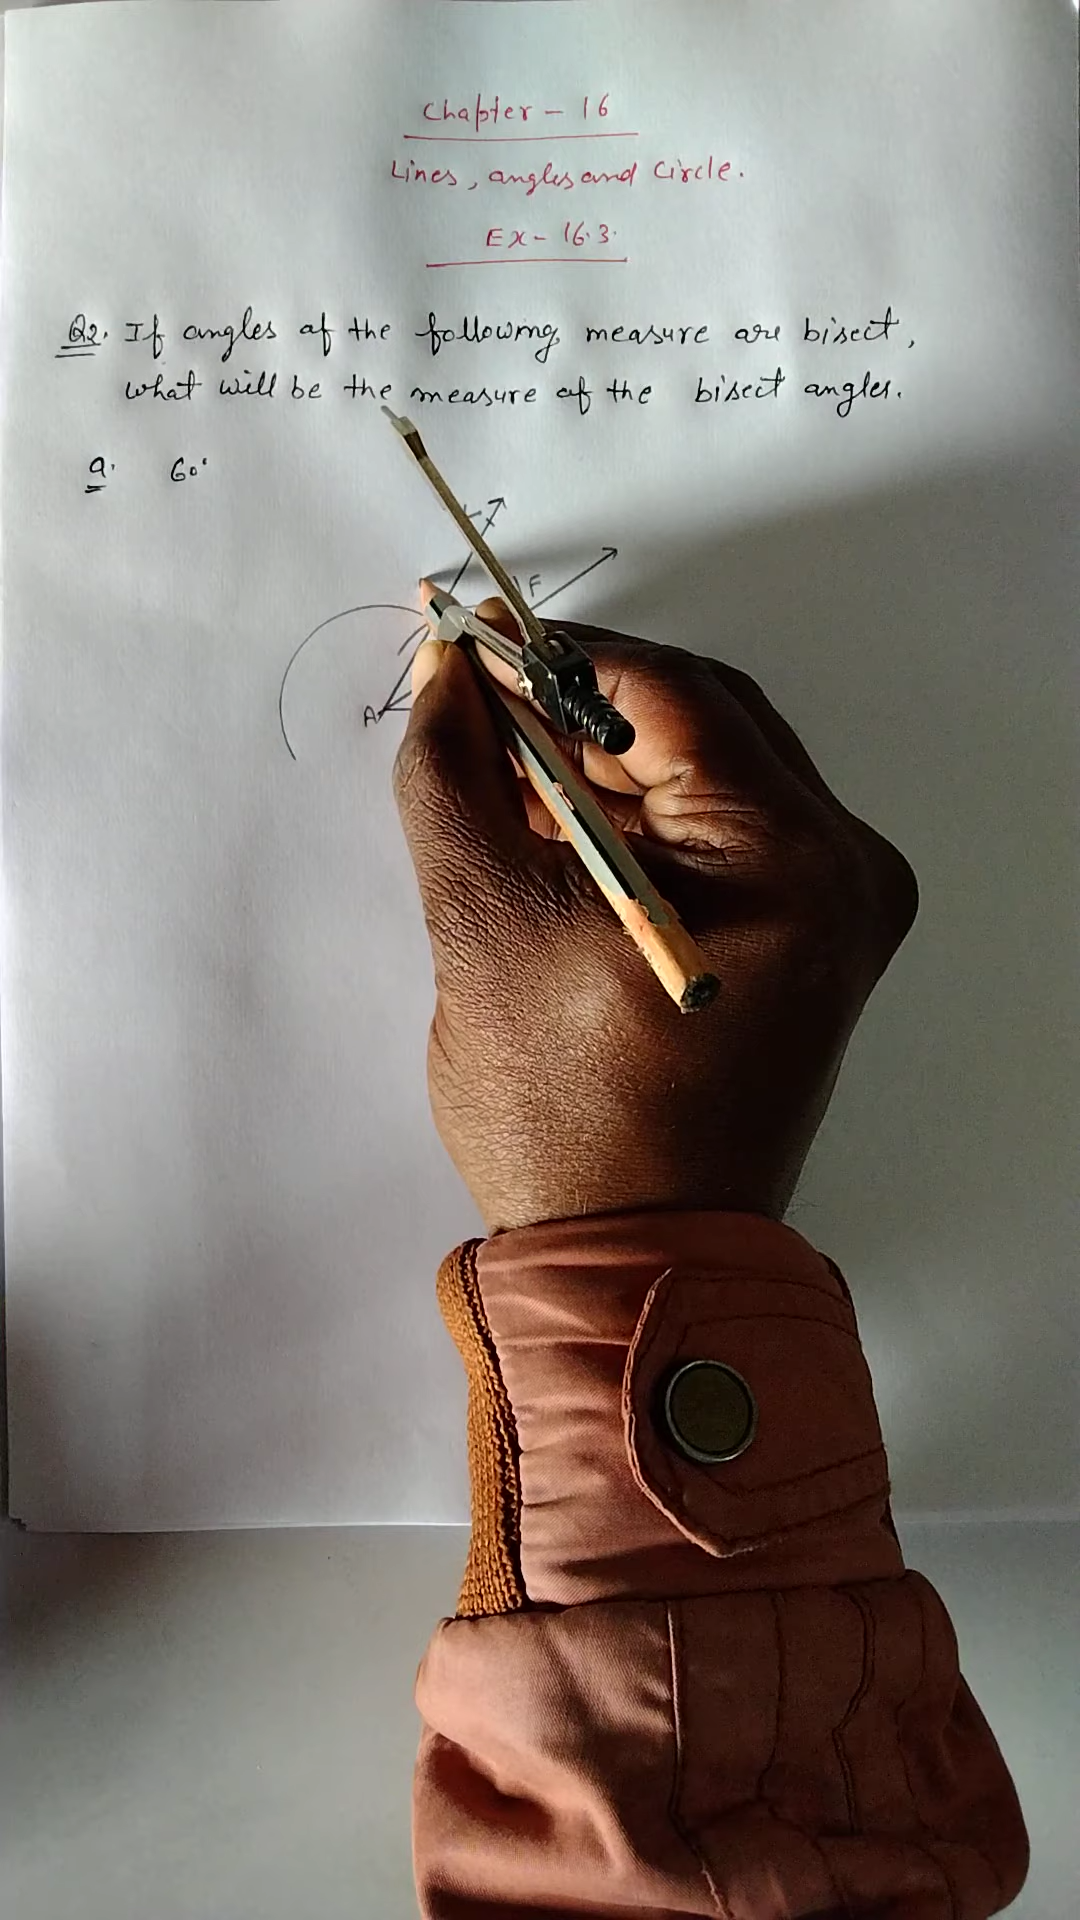 Chapter - 16
Lines, angles and Circle.
Ex - 16.3.
Q2. If angles of the following measure are bisect,
what will be the measure of the bisect angles.
a. 60°
F
A